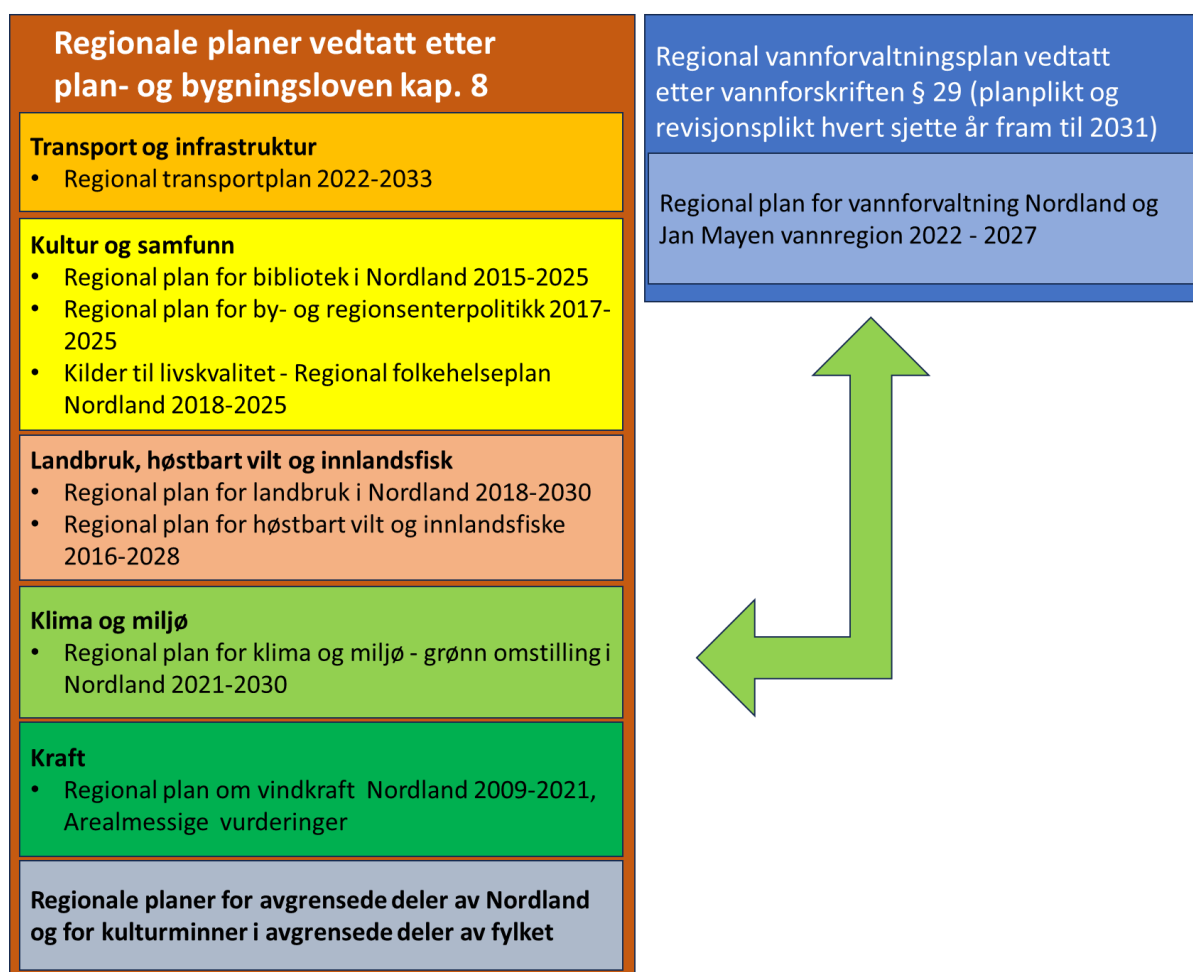 Regionale planer vedtatt etter
plan- og bygningsloven kap. 8
Transport og infrastruktur
• Regional transportplan 2022-2033
Kultur og samfunn
• Regional plan for bibliotek i Nordland 2015-2025
• Regional plan for by- og regionsenterpolitikk 2017-
2025
• Kilder til livskvalitet - Regional folkehelseplan
Nordland 2018-2025
Landbruk, høstbart vilt og innlandsfisk
• Regional plan for landbruk i Nordland 2018-2030
• Regional plan for høstbart vilt og innlandsfiske
2016-2028
Klima og miljø
• Regional plan for klima og miljø - grønn omstilling i
Nordland 2021-2030
Kraft
• Regional plan om vindkraft Nordland 2009-2021,
Arealmessige vurderinger
Regionale planer for avgrensede deler av Nordland
og for kulturminner i avgrensede deler av fylket
Regional vannforvaltningsplan vedtatt
etter vannforskriften § 29 (planplikt og
revisjonsplikt hvert sjette år fram til 2031)
Regional plan for vannforvaltning Nordland og
Jan Mayen vannregion 2022 - 2027